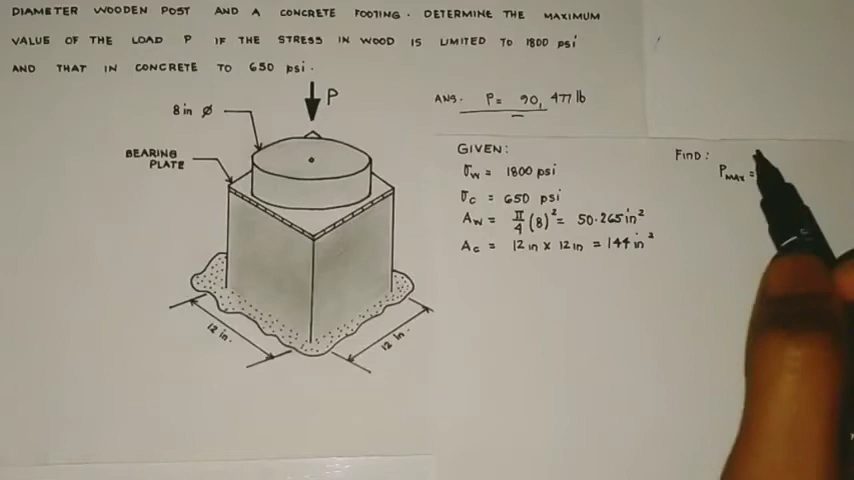 DIAMETER WOODEN POST AND A CONCRETE FOOTING. DETERMINE THE MAXIMUM
VALUE OF THE LOAD P IF THE STRESS IN WOOD IS LIMITED TO 1800 psi
AND THAT IN CONCRETE TO 650 psi.
P
8 in Ø
BEARING
PLATE
12 in.
12 in.
ANS. P = 90,477 lb
GIVEN:
σw = 1800 psi
σc = 650 psi
Aw = π/4 (8)² = 50.265 in²
Ac = 12 in x 12 in = 144 in²
FIND:
PMAX =